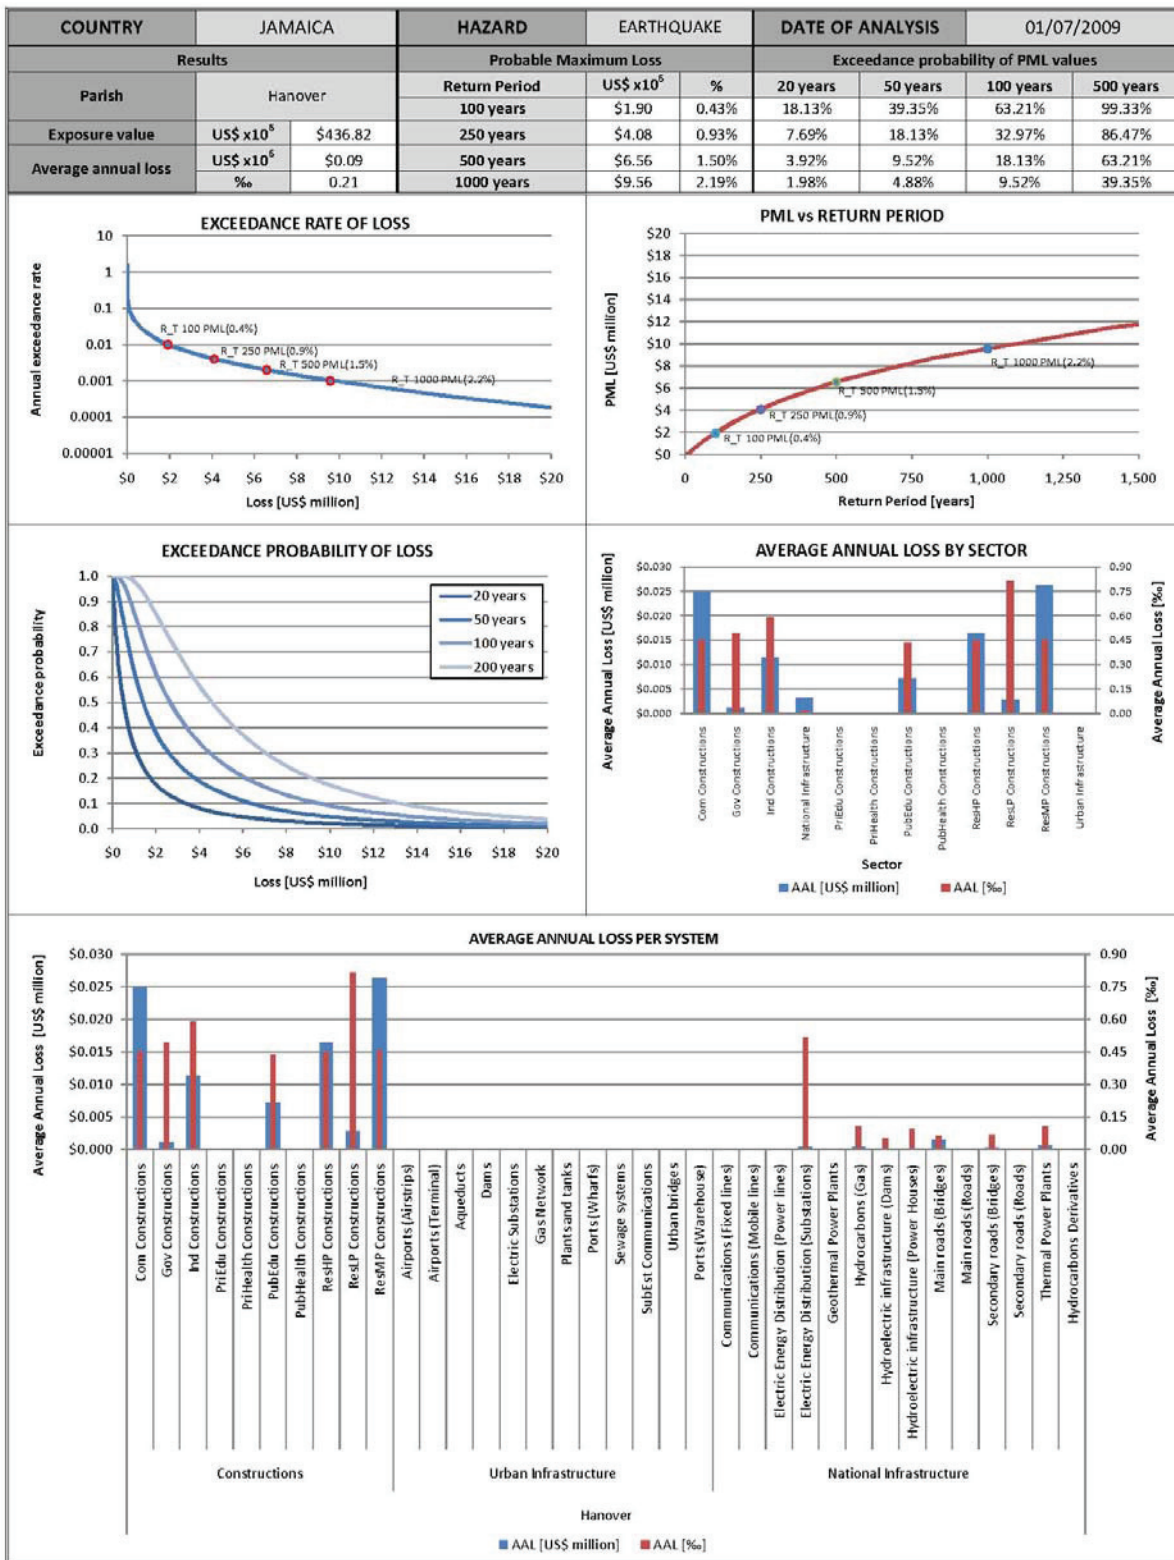 COUNTRY JAMAICA HAZARD EARTHQUAKE DATE OF ANALYSIS 01/07/2009
Results Probable Maximum Loss Exceedance probability of PML values
Parish Hanover Return Period US$ x10⁶ % 20 years 50 years 100 years 500 years
100 years $1.90 0.43% 18.13% 39.35% 63.21% 99.33%
Exposure value US$ x10⁶ $436.82 250 years $4.08 0.93% 7.69% 18.13% 32.97% 86.47%
Average annual loss US$ x10⁶ $0.09 500 years $6.56 1.50% 3.92% 9.52% 18.13% 63.21%
‰ 0.21 1000 years $9.56 2.19% 1.98% 4.88% 9.52% 39.35%
EXCEEDANCE RATE OF LOSS
Annual exceedance rate
10
1
0.1
0.01
0.001
0.0001
0.00001
R_T 100 PML(0.4%)
R_T 250 PML(0.9%)
R_T 500 PML(1.5%)
R_T 1000 PML(2.2%)
$0 $2 $4 $6 $8 $10 $12 $14 $16 $18 $20
Loss [US$ million]
PML vs RETURN PERIOD
PML [US$ million]
$20
$18
$16
$14
$12
$10
$8
$6
$4
$2
$0
R_T 1000 PML(2.2%)
R_T 500 PML(1.5%)
R_T 250 PML(0.9%)
R_T 100 PML(0.4%)
0 250 500 750 1,000 1,250 1,500
Return Period [years]
EXCEEDANCE PROBABILITY OF LOSS
Exceedance probability
1.0
0.9
0.8
0.7
0.6
0.5
0.4
0.3
0.2
0.1
0.0
20 years
50 years
100 years
200 years
$0 $2 $4 $6 $8 $10 $12 $14 $16 $18 $20
Loss [US$ million]
AVERAGE ANNUAL LOSS BY SECTOR
Average Annual Loss [US$ million]
$0.030
$0.025
$0.020
$0.015
$0.010
$0.005
$0.000
0.90
0.75
0.60
0.45
0.30
0.15
0.00
Average Annual Loss [‰]
Com Constructions
Gov Constructions
Ind Constructions
National Infrastructure
PriEdu Constructions
PriHealth Constructions
PubEdu Constructions
PubHealth Constructions
ResHP Constructions
ResLP Constructions
ResMP Constructions
Urban Infrastructure
Sector
AAL [US$ million] AAL [‰]
AVERAGE ANNUAL LOSS PER SYSTEM
Average Annual Loss [US$ million]
$0.030
$0.025
$0.020
$0.015
$0.010
$0.005
$0.000
0.90
0.75
0.60
0.45
0.30
0.15
0.00
Average Annual Loss [‰]
Com Constructions
Gov Constructions
Ind Constructions
PriEdu Constructions
PriHealth Constructions
PubEdu Constructions
PubHealth Constructions
ResHP Constructions
ResLP Constructions
ResMP Constructions
Airports (Airstrips)
Airports (Terminal)
Aqueducts
Dams
Electric Substations
Gas Network
Plants and tanks
Ports (Wharfs)
Sewage systems
SubEst Communications
Urban bridges
Ports (Warehouse)
Communications (Fixed lines)
Communications (Mobile lines)
Electric Energy Distribution (Power lines)
Electric Energy Distribution (Substations)
Geothermal Power Plants
Hydrocarbons (Gas)
Hydroelectric infrastructure (Dams)
Hydroelectric infrastructure (Power Houses)
Main roads (Bridges)
Main roads (Roads)
Secondary roads (Bridges)
Secondary roads (Roads)
Thermal Power Plants
Hydrocarbons Derivatives
Constructions Urban Infrastructure National Infrastructure
Hanover
AAL [US$ million] AAL [‰]